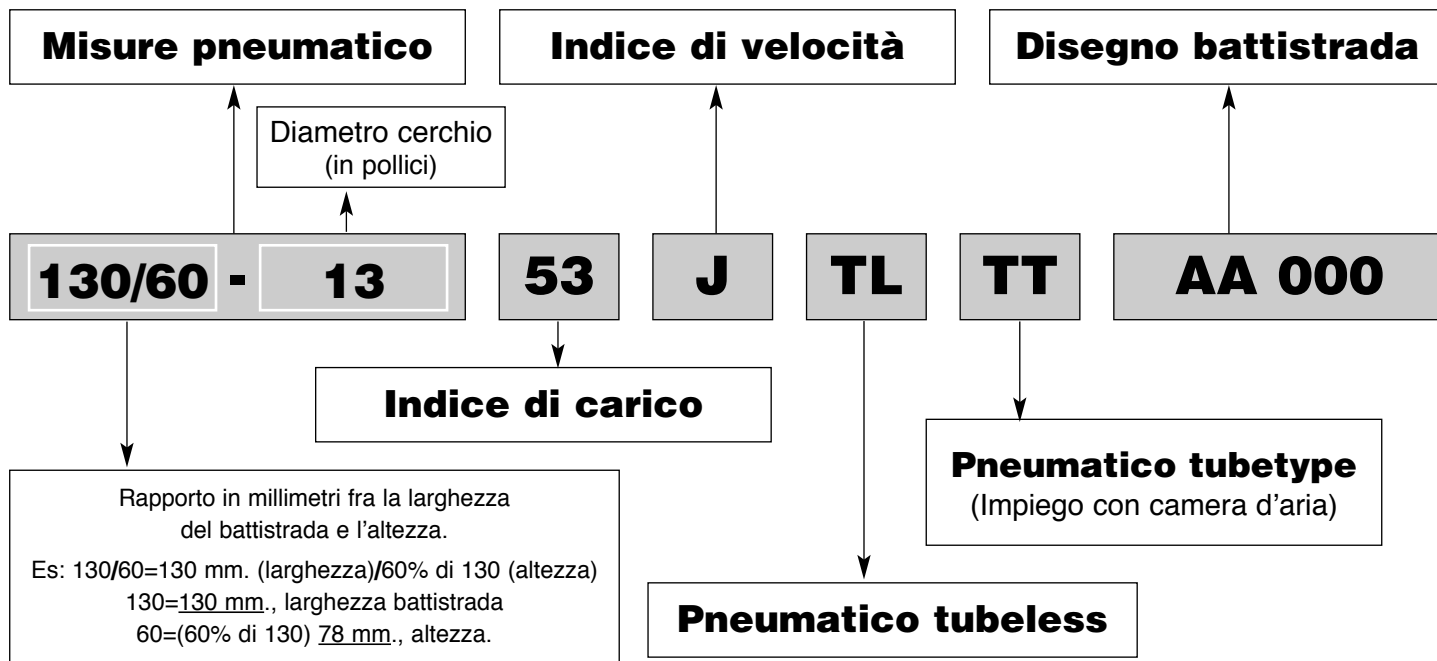 Misure pneumatico
Indice di velocità
Disegno battistrada
Diametro cerchio
(in pollici)
130/60 - 13
53
J
TL
TT
AA 000
Indice di carico
Pneumatico tubetype
(Impiego con camera d'aria)
Rapporto in millimetri fra la larghezza
del battistrada e l'altezza.
Es: 130/60=130 mm. (larghezza)/60% di 130 (altezza)
130=130 mm., larghezza battistrada
60=(60% di 130) 78 mm., altezza.
Pneumatico tubeless